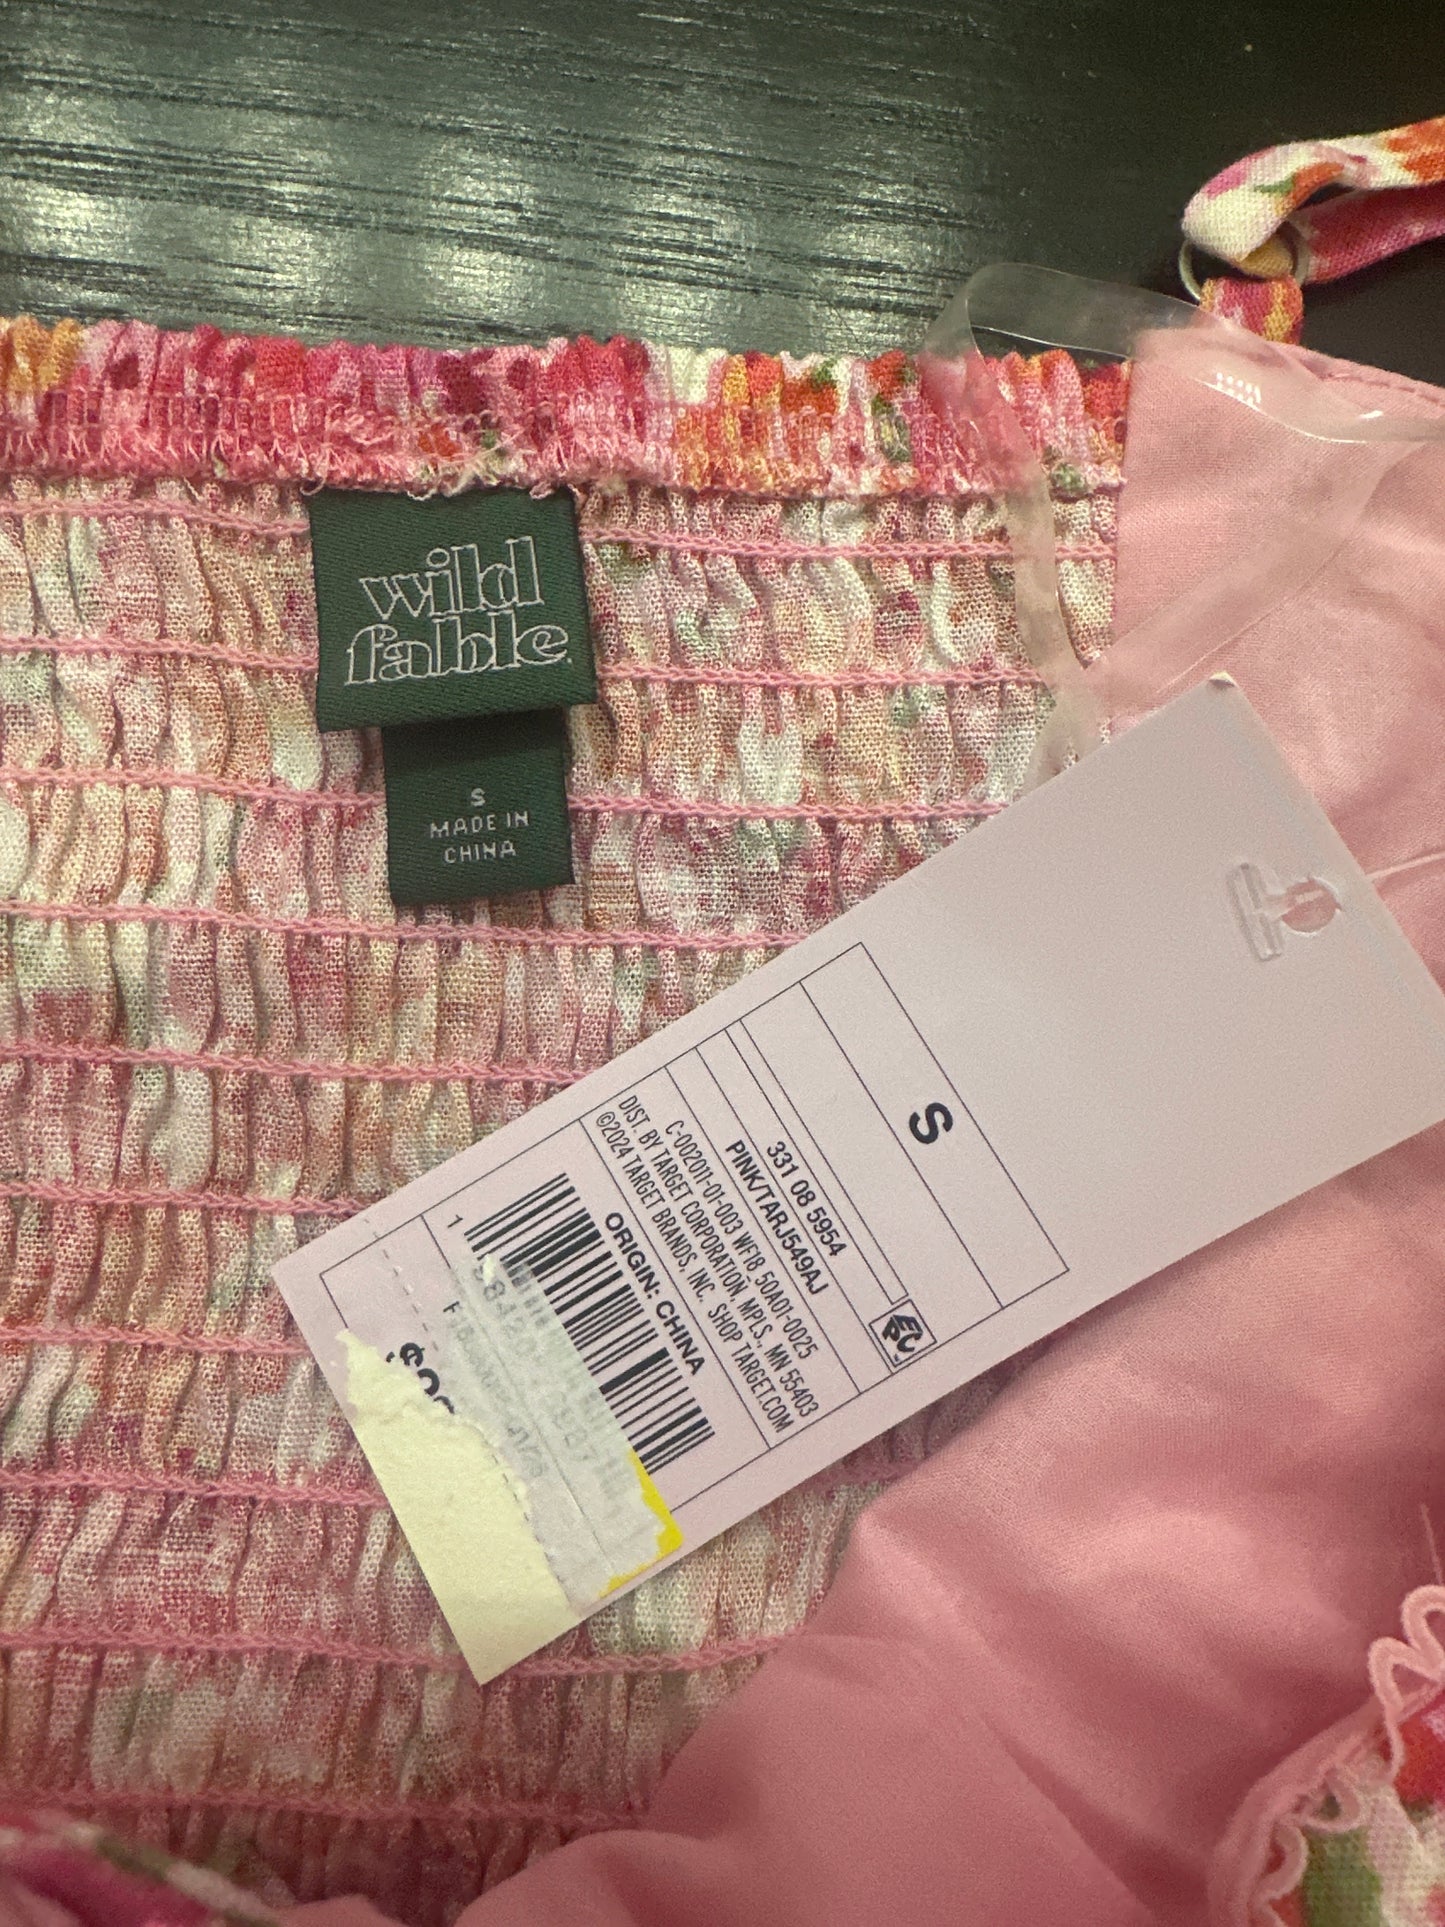 wild
fable
S
MADE IN
CHINA
S
331 08 5954
PINK/TARJ549AJ
C-002011-01-003 WF18 50A01-0025
DIST. BY TARGET CORPORATION, MPLS., MN 55403
©2024 TARGET BRANDS, INC. SHOP TARGET.COM
ORIGIN: CHINA
1